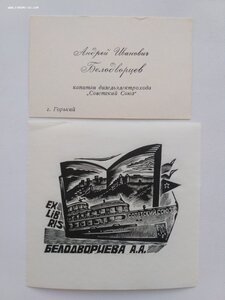 Андрей Иванович
Белодворцев
капитан дизельэлектрохода
„Советский Союз"
г. Горький
EX
LIB
RIS
БЕЛОДВОРЦЕВА А.А.